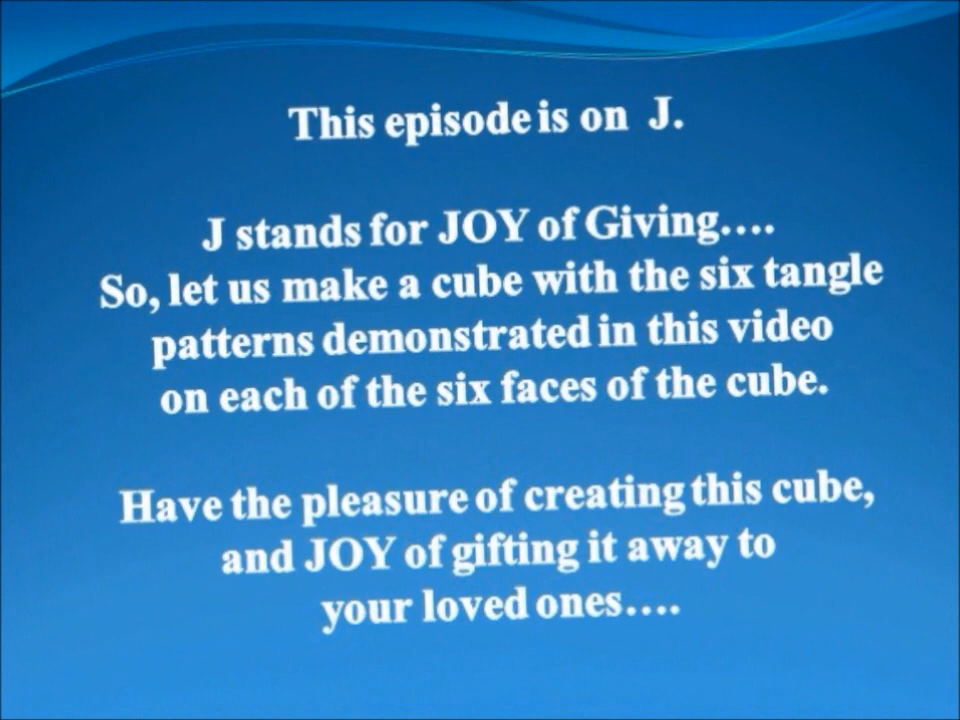 This episode is on J.
J stands for JOY of Giving....
So, let us make a cube with the six tangle
patterns demonstrated in this video
on each of the six faces of the cube.
Have the pleasure of creating this cube,
and JOY of gifting it away to
your loved ones....